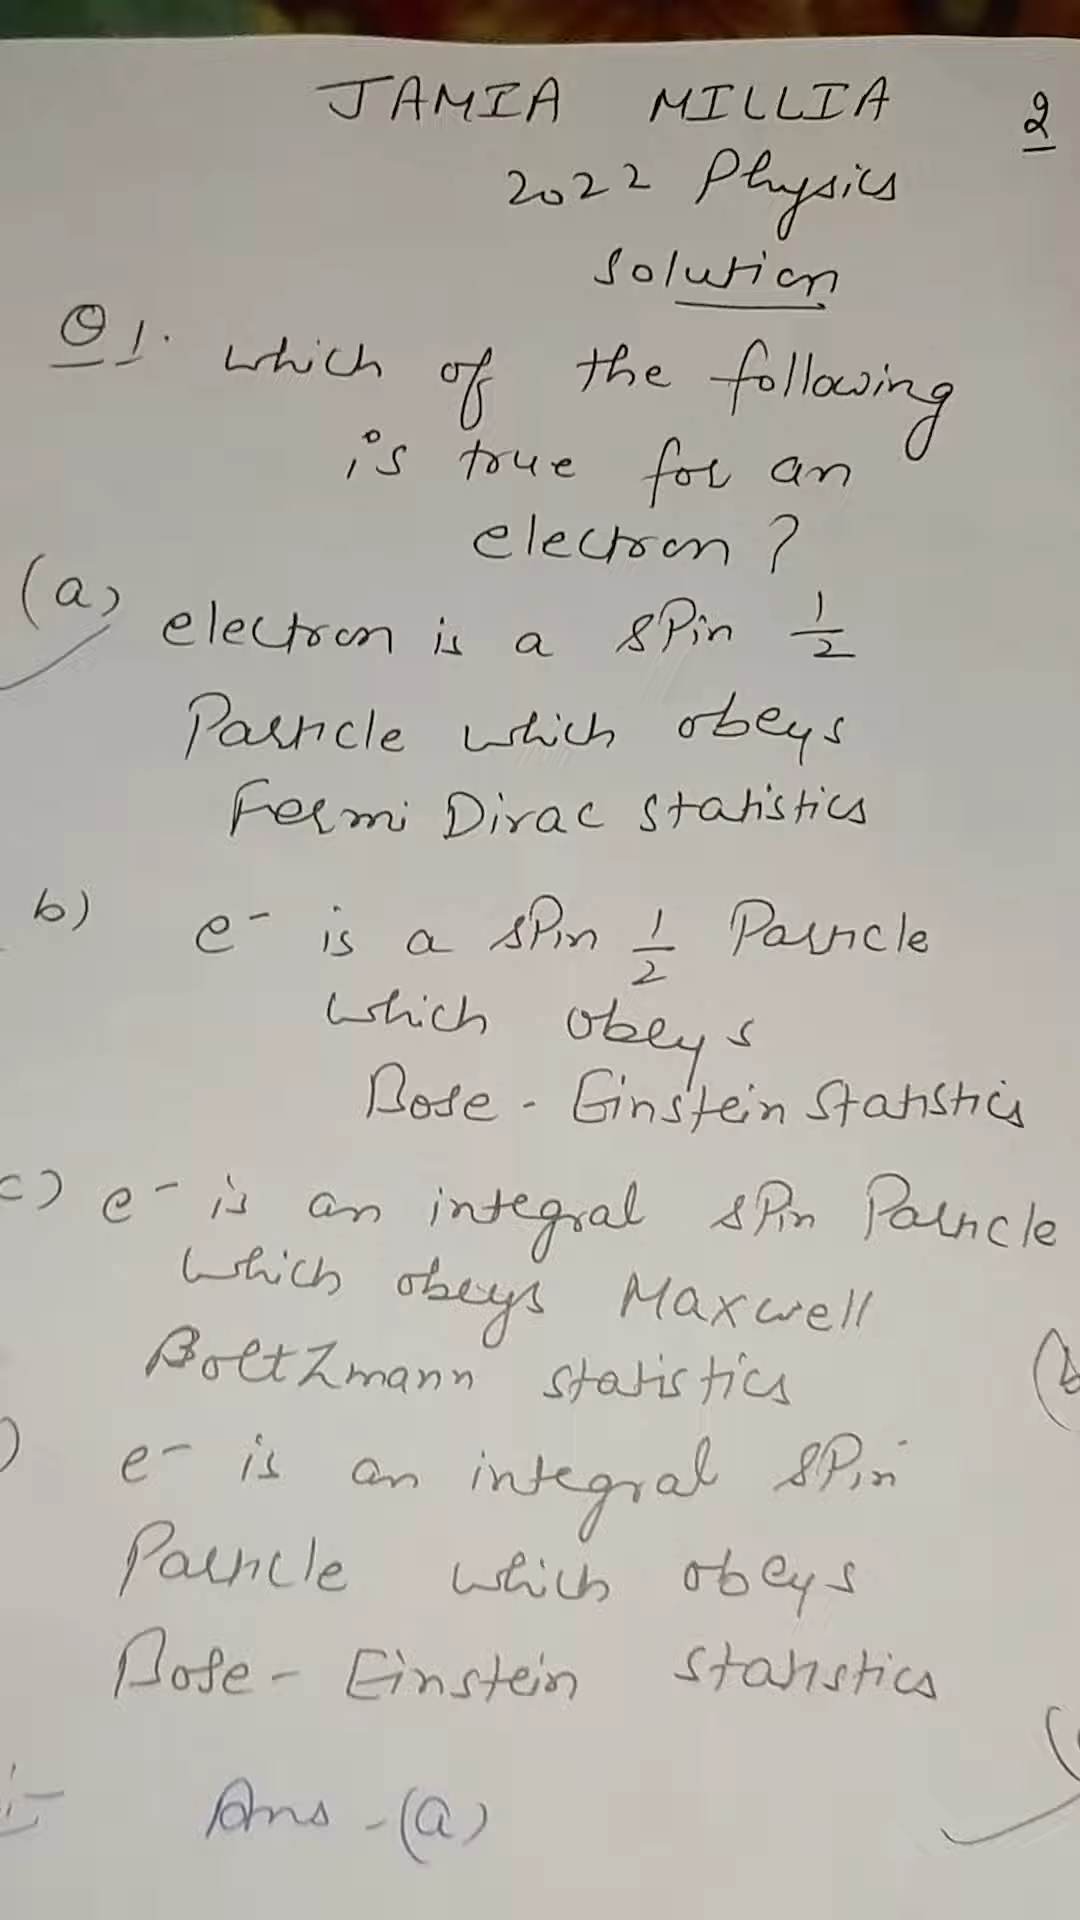 JAMIA MILLIA 2
2022 Physics
Solution
Q1. which of the following
is true for an
electron?
(a) electron is a spin 1/2
Particle which obeys
Fermi Dirac statistics
b) e- is a spin 1/2 Particle
which obeys
Bose - Einstein Statistics
c) e- is an integral spin Particle
which obeys Maxwell
Boltzmann statistics
) e- is an integral spin
Particle which obeys
Bose - Einstein statistics
Ans - (a)